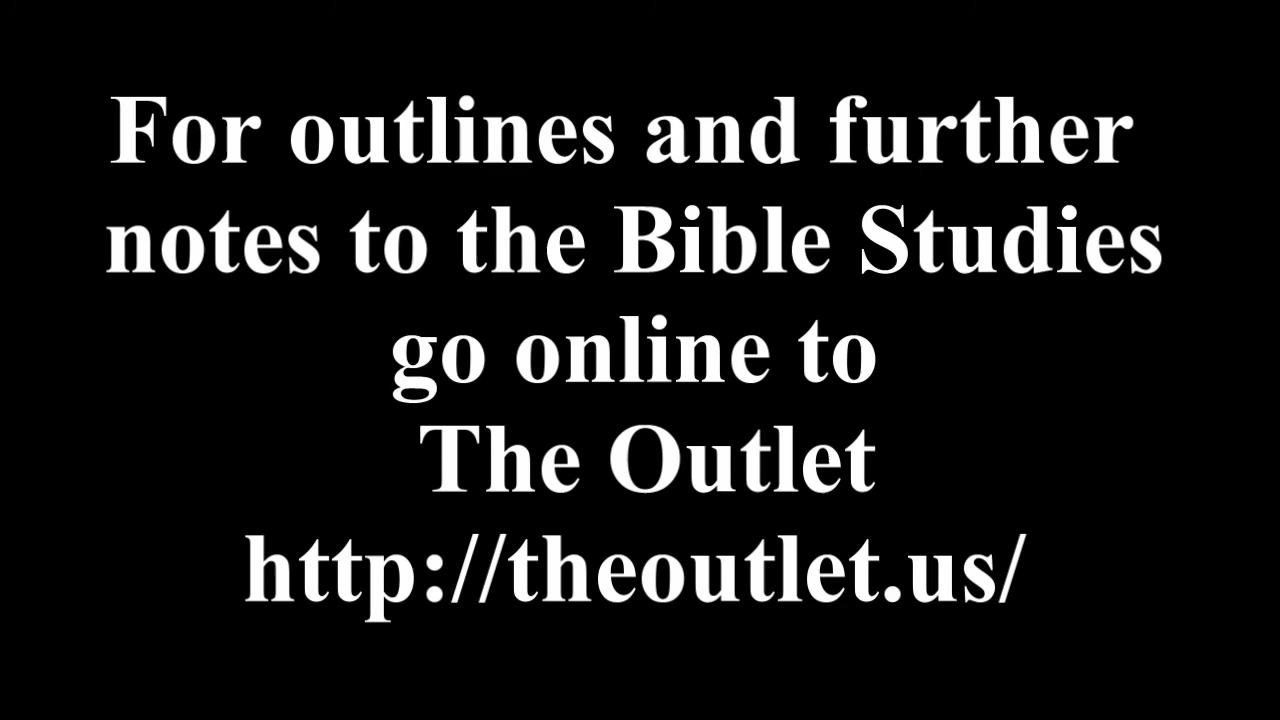 For outlines and further
notes to the Bible Studies
go online to
The Outlet
http://theoutlet.us/